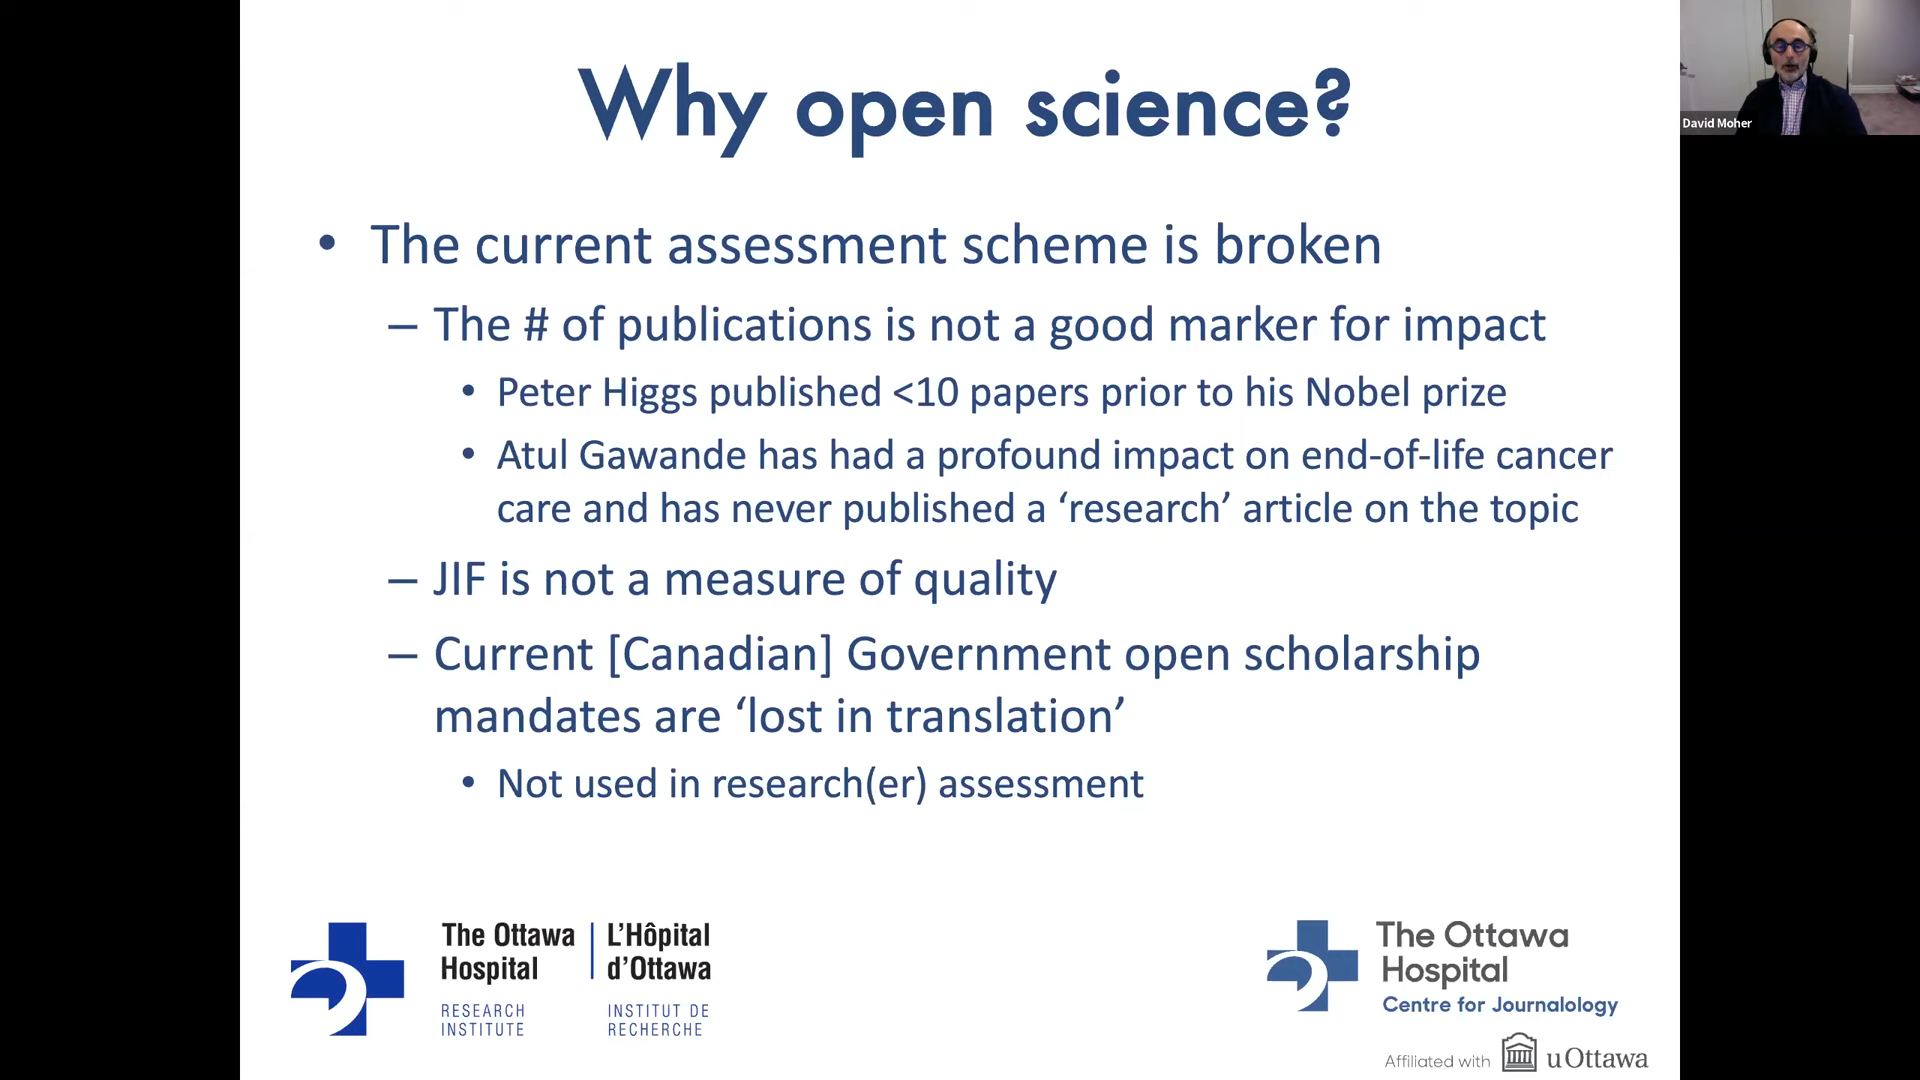 Why open science?
David Moher
• The current assessment scheme is broken
– The # of publications is not a good marker for impact
• Peter Higgs published <10 papers prior to his Nobel prize
• Atul Gawande has had a profound impact on end-of-life cancer
care and has never published a ‘research’ article on the topic
– JIF is not a measure of quality
– Current [Canadian] Government open scholarship
mandates are ‘lost in translation’
• Not used in research(er) assessment
The Ottawa
Hospital
RESEARCH
INSTITUTE
L'Hôpital
d'Ottawa
INSTITUT DE
RECHERCHE
The Ottawa
Hospital
Centre for Journalology
Affiliated with uOttawa